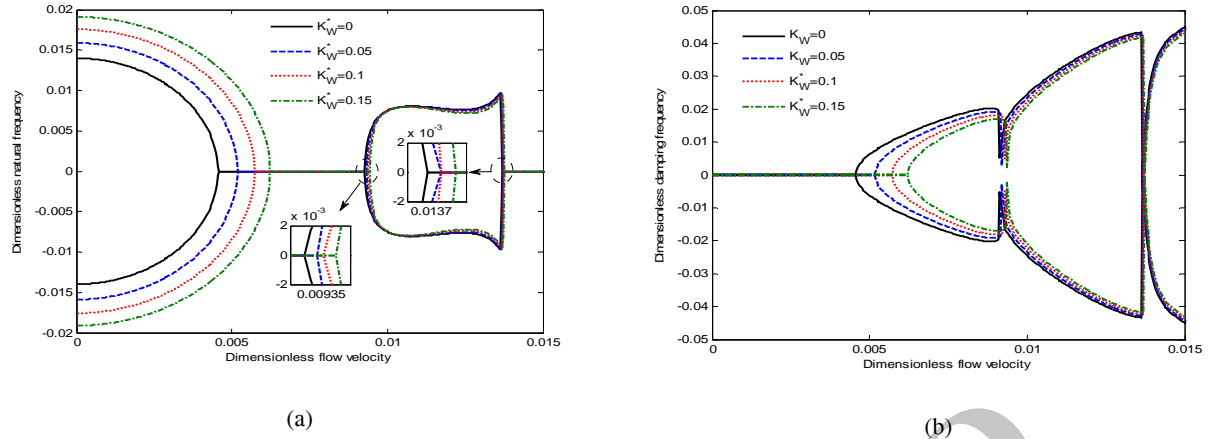 0.02
0.015
0.01
0.005
0
-0.005
-0.01
-0.015
-0.02
Dimensionless natural frequency
K*W=0
K*W=0.05
K*W=0.1
K*W=0.15
x 10-3
2
0
-2
0.0137
x 10-3
2
0
-2
0.00935
0
0.005
0.01
0.015
Dimensionless flow velocity
(a)
0.05
0.04
0.03
0.02
0.01
0
-0.01
-0.02
-0.03
-0.04
-0.05
Dimensionless damping frequency
KW=0
K*W=0.05
K*W=0.1
K*W=0.15
0
0.005
0.01
0.015
Dimensionless flow velocity
(b)